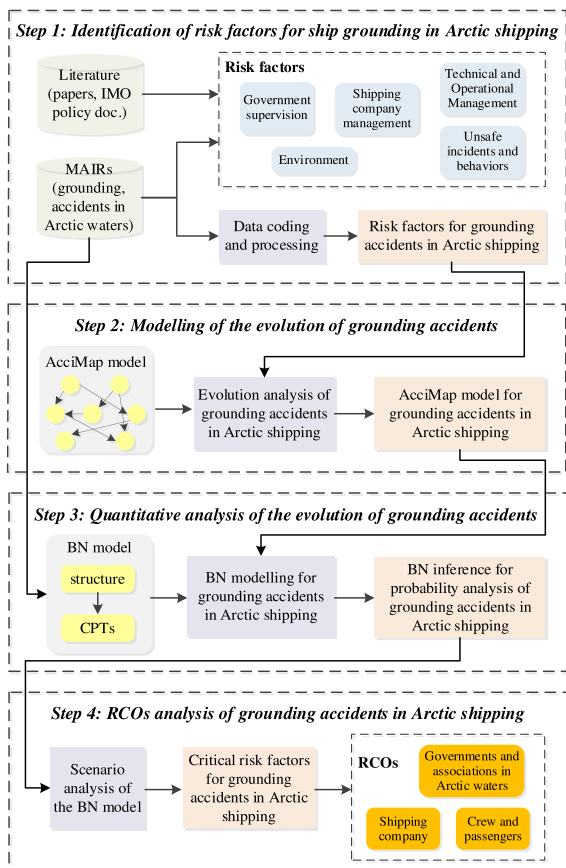 Step 1: Identification of risk factors for ship grounding in Arctic shipping
Literature
(papers, IMO
policy doc.)
Risk factors
Government
supervision
Shipping
company
management
Technical and
Operational
Management
Environment
Unsafe
incidents and
behaviors
MAIRs
(grounding,
accidents in
Arctic waters)
Data coding
and processing
Risk factors for grounding
accidents in Arctic shipping
Step 2: Modelling of the evolution of grounding accidents
AcciMap model
Evolution analysis of
grounding accidents
in Arctic shipping
AcciMap model for
grounding accidents in
Arctic shipping
Step 3: Quantitative analysis of the evolution of grounding accidents
BN model
structure
CPTs
BN modelling for
grounding accidents
in Arctic shipping
BN inference for
probability analysis of
grounding accidents in
Arctic shipping
Step 4: RCOs analysis of grounding accidents in Arctic shipping
Scenario
analysis of
the BN model
Critical risk factors
for grounding
accidents in Arctic
shipping
RCOs
Governments and
associations in
Arctic waters
Shipping
company
Crew and
passengers